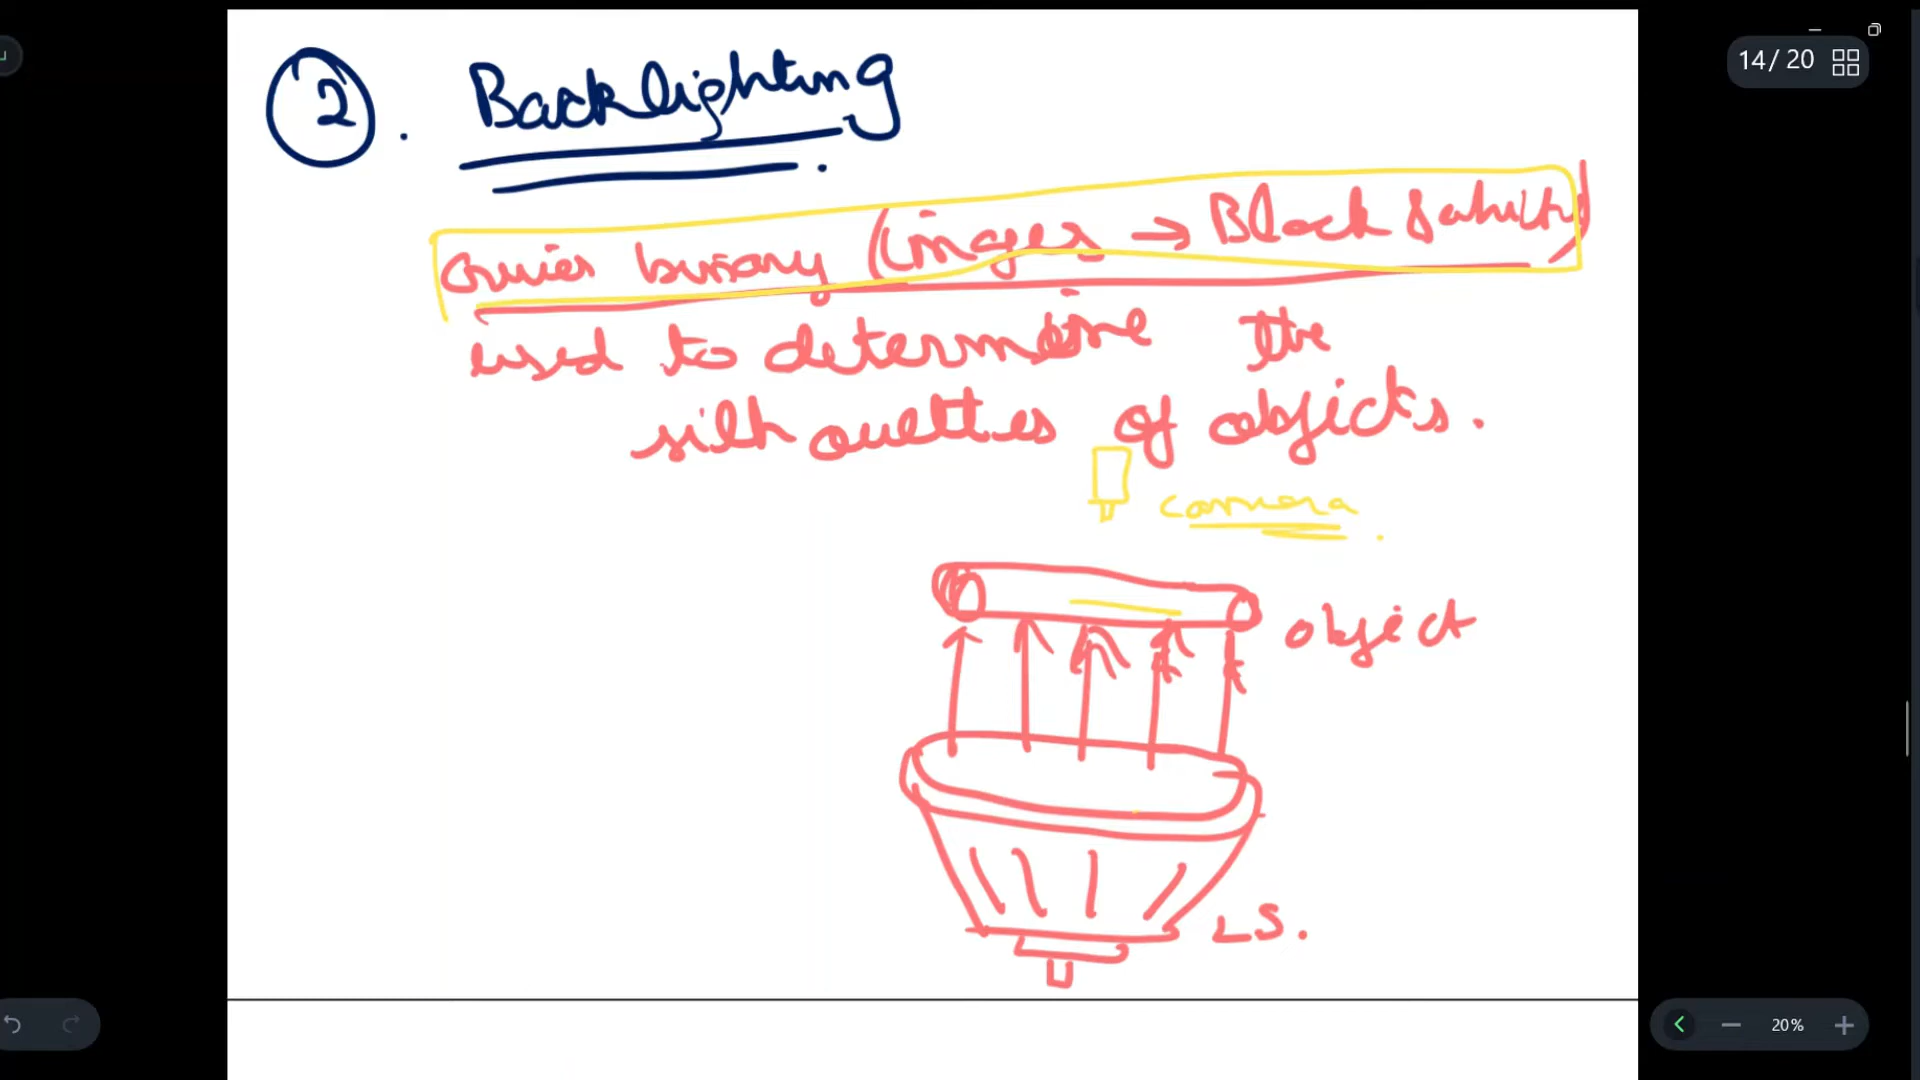 14/ 20
2. Backlighting
binary (images → Black & white)
used to determine the
silhouettes of objects.
camera
object
LS.
20%